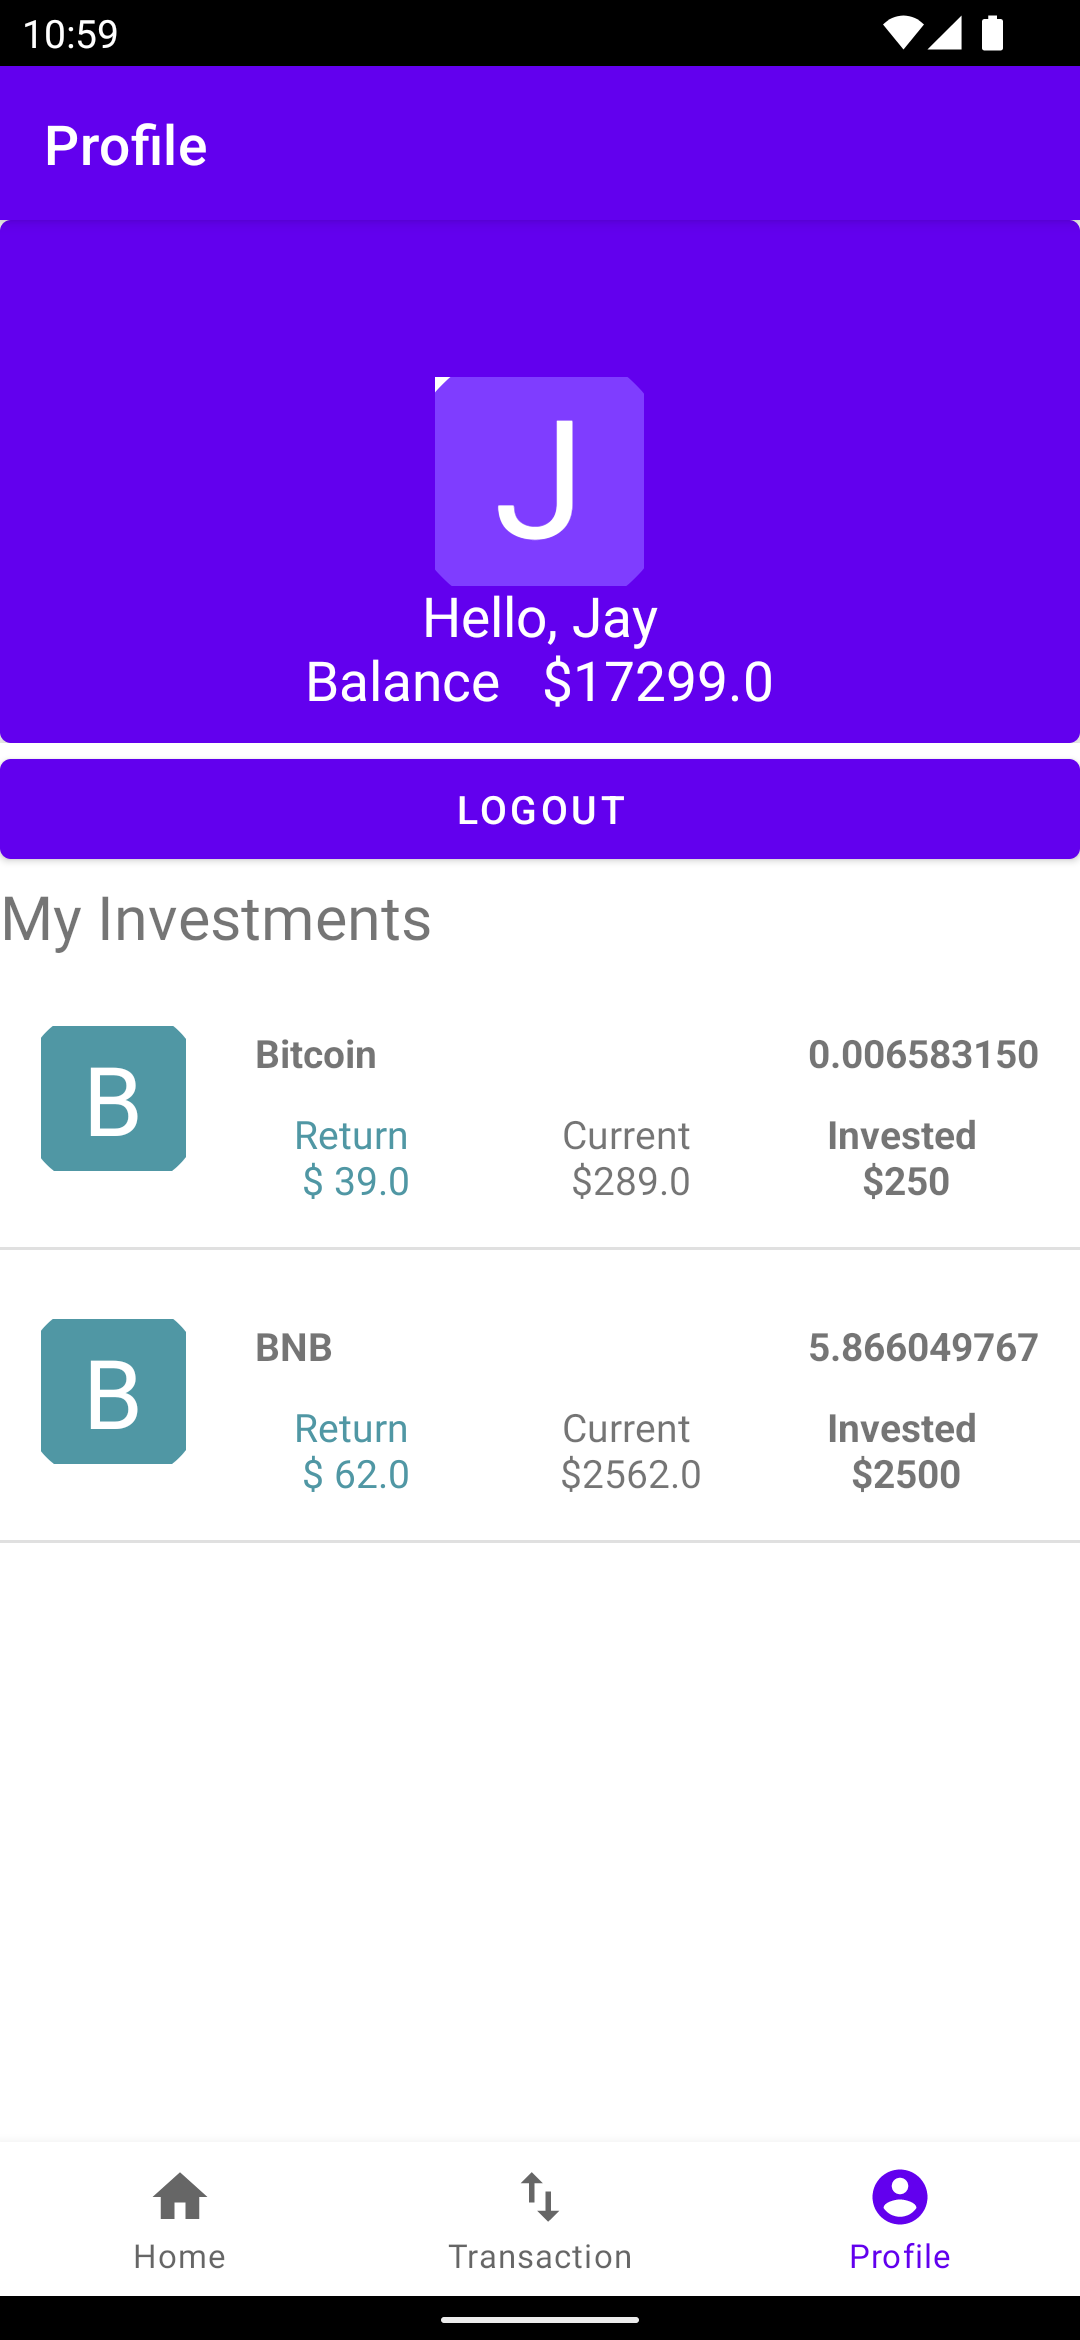 10:59
Profile
J
Hello, Jay
Balance $17299.0
LOGOUT
My Investments
B
Bitcoin 0.006583150
Return Current Invested
$ 39.0 $289.0 $250
B
BNB 5.866049767
Return Current Invested
$ 62.0 $2562.0 $2500
Home Transaction Profile